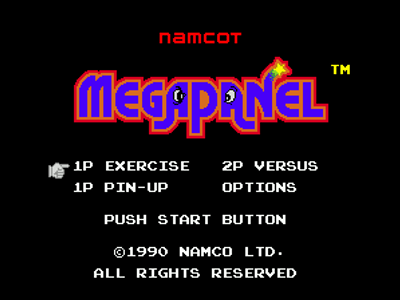 namcot
MEGAPANEL TM
1P EXERCISE 2P VERSUS
1P PIN-UP OPTIONS
PUSH START BUTTON
©1990 NAMCO LTD.
ALL RIGHTS RESERVED